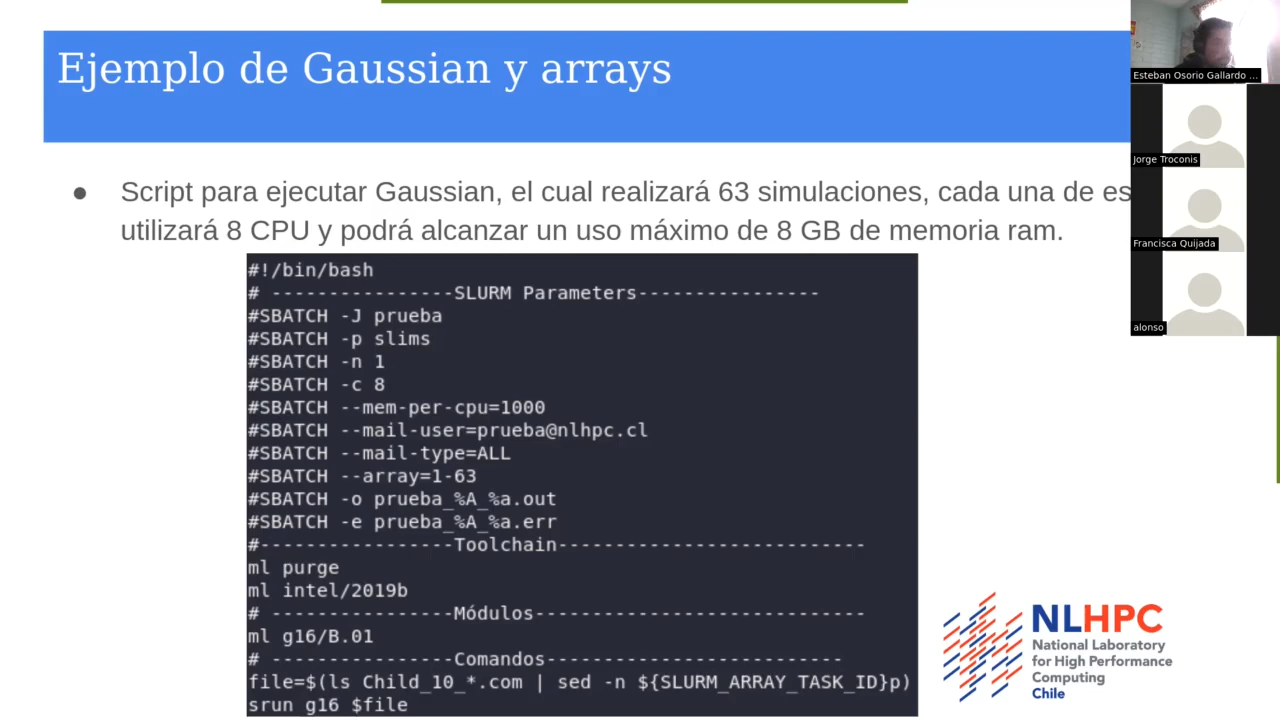 Ejemplo de Gaussian y arrays
● Script para ejecutar Gaussian, el cual realizará 63 simulaciones, cada una de es
utilizará 8 CPU y podrá alcanzar un uso máximo de 8 GB de memoria ram.
#!/bin/bash
# ----------------SLURM Parameters----------------
#SBATCH -J prueba
#SBATCH -p slims
#SBATCH -n 1
#SBATCH -c 8
#SBATCH --mem-per-cpu=1000
#SBATCH --mail-user=prueba@nlhpc.cl
#SBATCH --mail-type=ALL
#SBATCH --array=1-63
#SBATCH -o prueba_%A_%a.out
#SBATCH -e prueba_%A_%a.err
#-----------------Toolchain---------------------------
ml purge
ml intel/2019b
# ----------------Módulos-----------------------------
ml g16/B.01
# ----------------Comandos--------------------------
file=$(ls Child_10_*.com | sed -n ${SLURM_ARRAY_TASK_ID}p)
srun g16 $file
Esteban Osorio Gallardo ...
Jorge Troconis
Francisca Quijada
alonso
NLHPC
National Laboratory
for High Performance
Computing
Chile